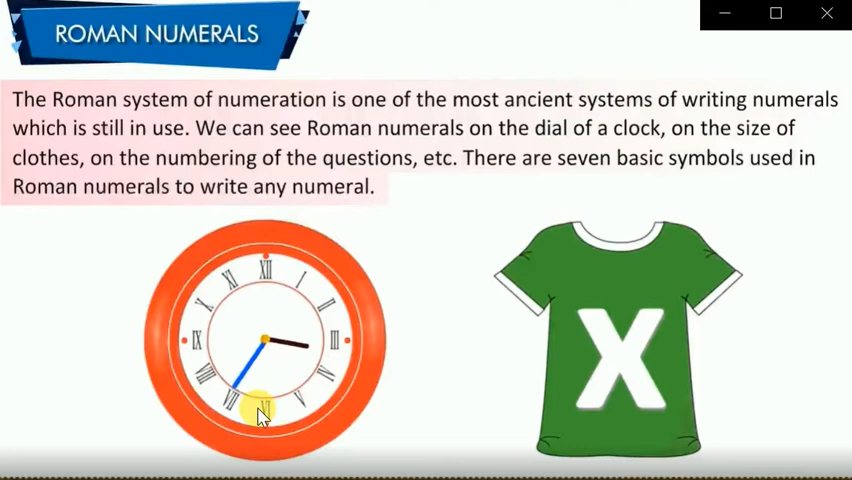 ROMAN NUMERALS
The Roman system of numeration is one of the most ancient systems of writing numerals
which is still in use. We can see Roman numerals on the dial of a clock, on the size of
clothes, on the numbering of the questions, etc. There are seven basic symbols used in
Roman numerals to write any numeral.
XII
I
II
III
V
VI
VII
VIII
IX
X
XI
X